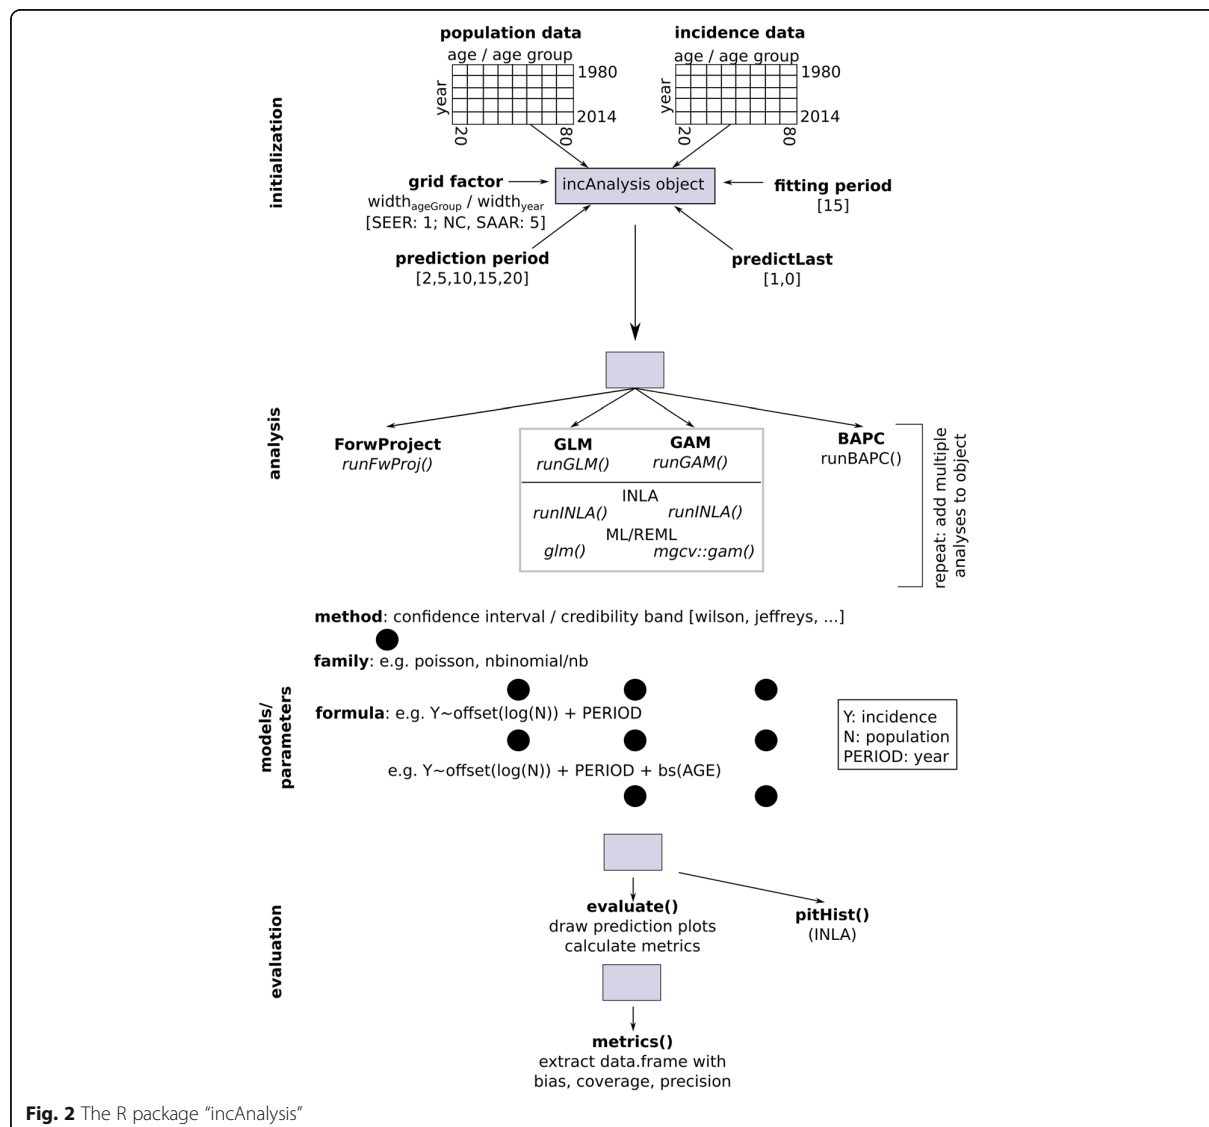 population data
age / age group
year
1980
2014
20
80
incidence data
age / age group
year
1980
2014
20
80
initialization
grid factor
width_ageGroup / width_year
[SEER: 1; NC, SAAR: 5]
incAnalysis object
fitting period
[15]
prediction period
[2,5,10,15,20]
predictLast
[1,0]
analysis
ForwProject
runFwProj()
GLM
runGLM()
GAM
runGAM()
INLA
runINLA()
runINLA()
ML/REML
glm()
mgcv::gam()
BAPC
runBAPC()
repeat: add multiple
analyses to object
models/
parameters
method: confidence interval / credibility band [wilson, jeffreys, ...]
family: e.g. poisson, nbinomial/nb
formula: e.g. Y~offset(log(N)) + PERIOD
e.g. Y~offset(log(N)) + PERIOD + bs(AGE)
Y: incidence
N: population
PERIOD: year
evaluation
evaluate()
draw prediction plots
calculate metrics
pitHist()
(INLA)
metrics()
extract data.frame with
bias, coverage, precision
Fig. 2 The R package “incAnalysis”